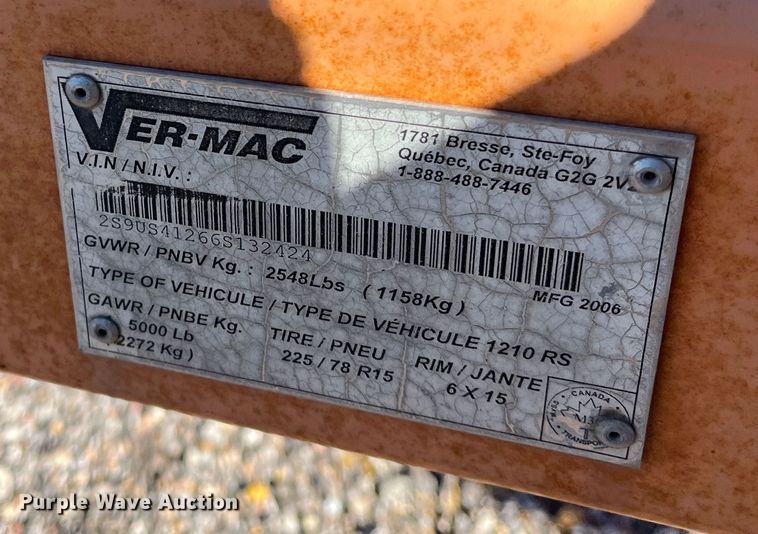 VER-MAC
1781 Bresse, Ste-Foy
Québec, Canada G2G 2V
1-888-488-7446
V.I.N / N.I.V. :
2S9US41266S132424
GVWR / PNBV Kg. : 2548Lbs (1158Kg)
MFG 2006
TYPE OF VEHICULE / TYPE DE VÉHICULE 1210 RS
GAWR / PNBE Kg.
5000 Lb
2272 Kg )
TIRE / PNEU
225 / 78 R15
RIM / JANTE
6 X 15
CANADA
TRANSPORT
Purple Wave Auction